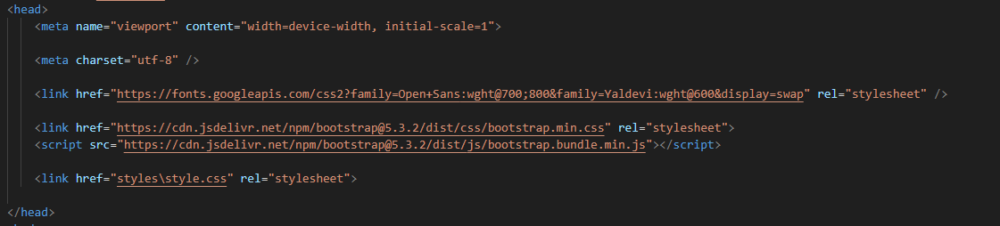 <head>
<meta name="viewport" content="width=device-width, initial-scale=1">
<meta charset="utf-8" />
<link href="https://fonts.googleapis.com/css2?family=Open+Sans:wght@700;800&family=Yaldevi:wght@600&display=swap" rel="stylesheet" />
<link href="https://cdn.jsdelivr.net/npm/bootstrap@5.3.2/dist/css/bootstrap.min.css" rel="stylesheet">
<script src="https://cdn.jsdelivr.net/npm/bootstrap@5.3.2/dist/js/bootstrap.bundle.min.js"></script>
<link href="styles\style.css" rel="stylesheet">
</head>